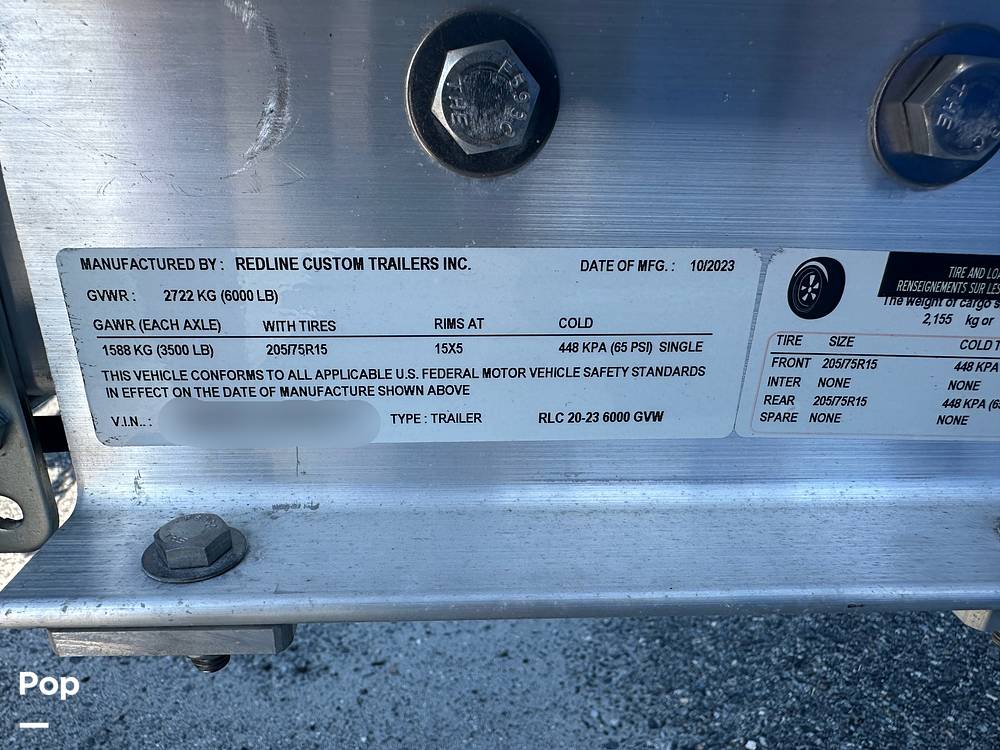 F593C
THE
THE
MANUFACTURED BY : REDLINE CUSTOM TRAILERS INC. DATE OF MFG. : 10/2023
GVWR : 2722 KG (6000 LB)
GAWR (EACH AXLE) WITH TIRES RIMS AT COLD
1588 KG (3500 LB) 205/75R15 15X5 448 KPA (65 PSI) SINGLE
THIS VEHICLE CONFORMS TO ALL APPLICABLE U.S. FEDERAL MOTOR VEHICLE SAFETY STANDARDS
IN EFFECT ON THE DATE OF MANUFACTURE SHOWN ABOVE
V.I.N.. : TYPE : TRAILER RLC 20-23 6000 GVW
TIRE AND LOA
RENSEIGNEMENTS SUR LES
The weight of cargo s
2,155 kg or
TIRE SIZE COLD T
FRONT 205/75R15 448 KPA
INTER NONE NONE
REAR 205/75R15 448 KPA (65
SPARE NONE NONE
Pop